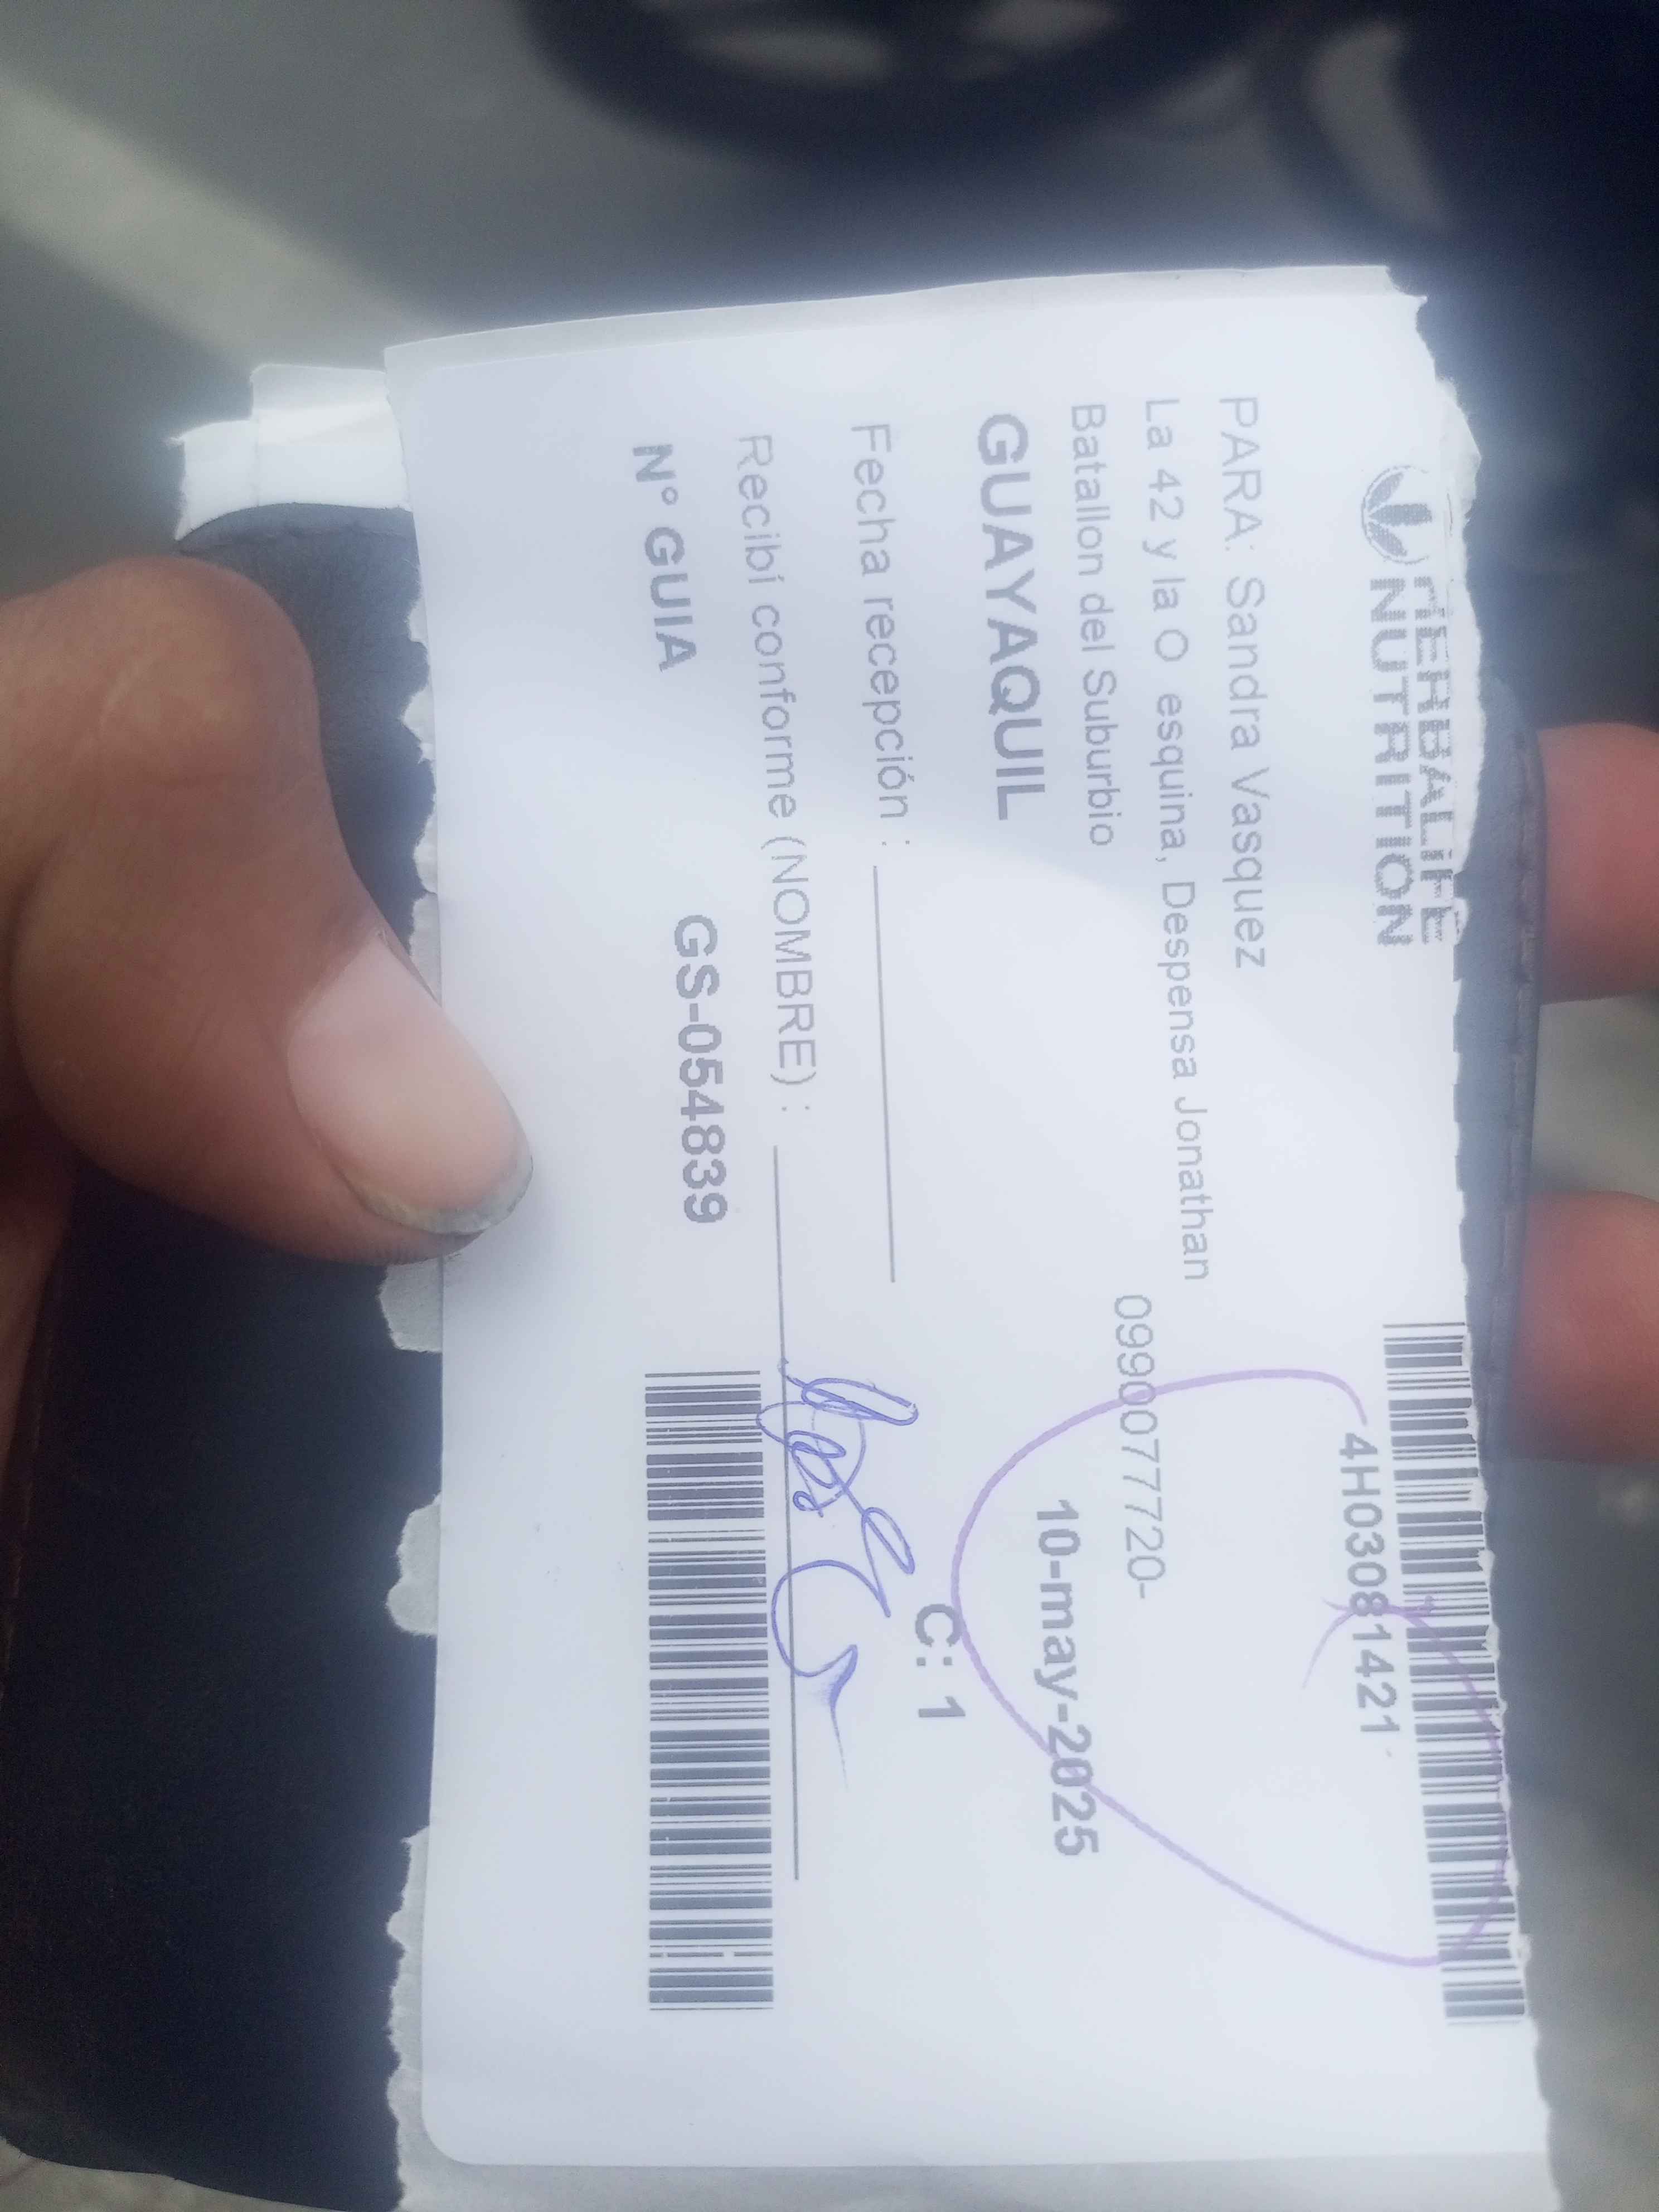 HERBALIFE
NUTRITION
4H03081421
PARA: Sandra Vasquez
La 42 y la O esquina, Despensa Jonathan
Batallon del Suburbio
0990077720-
GUAYAQUIL
10-may-2025
Fecha recepción :
C: 1
Recibí conforme (NOMBRE) :
N° GUIA
GS-054839